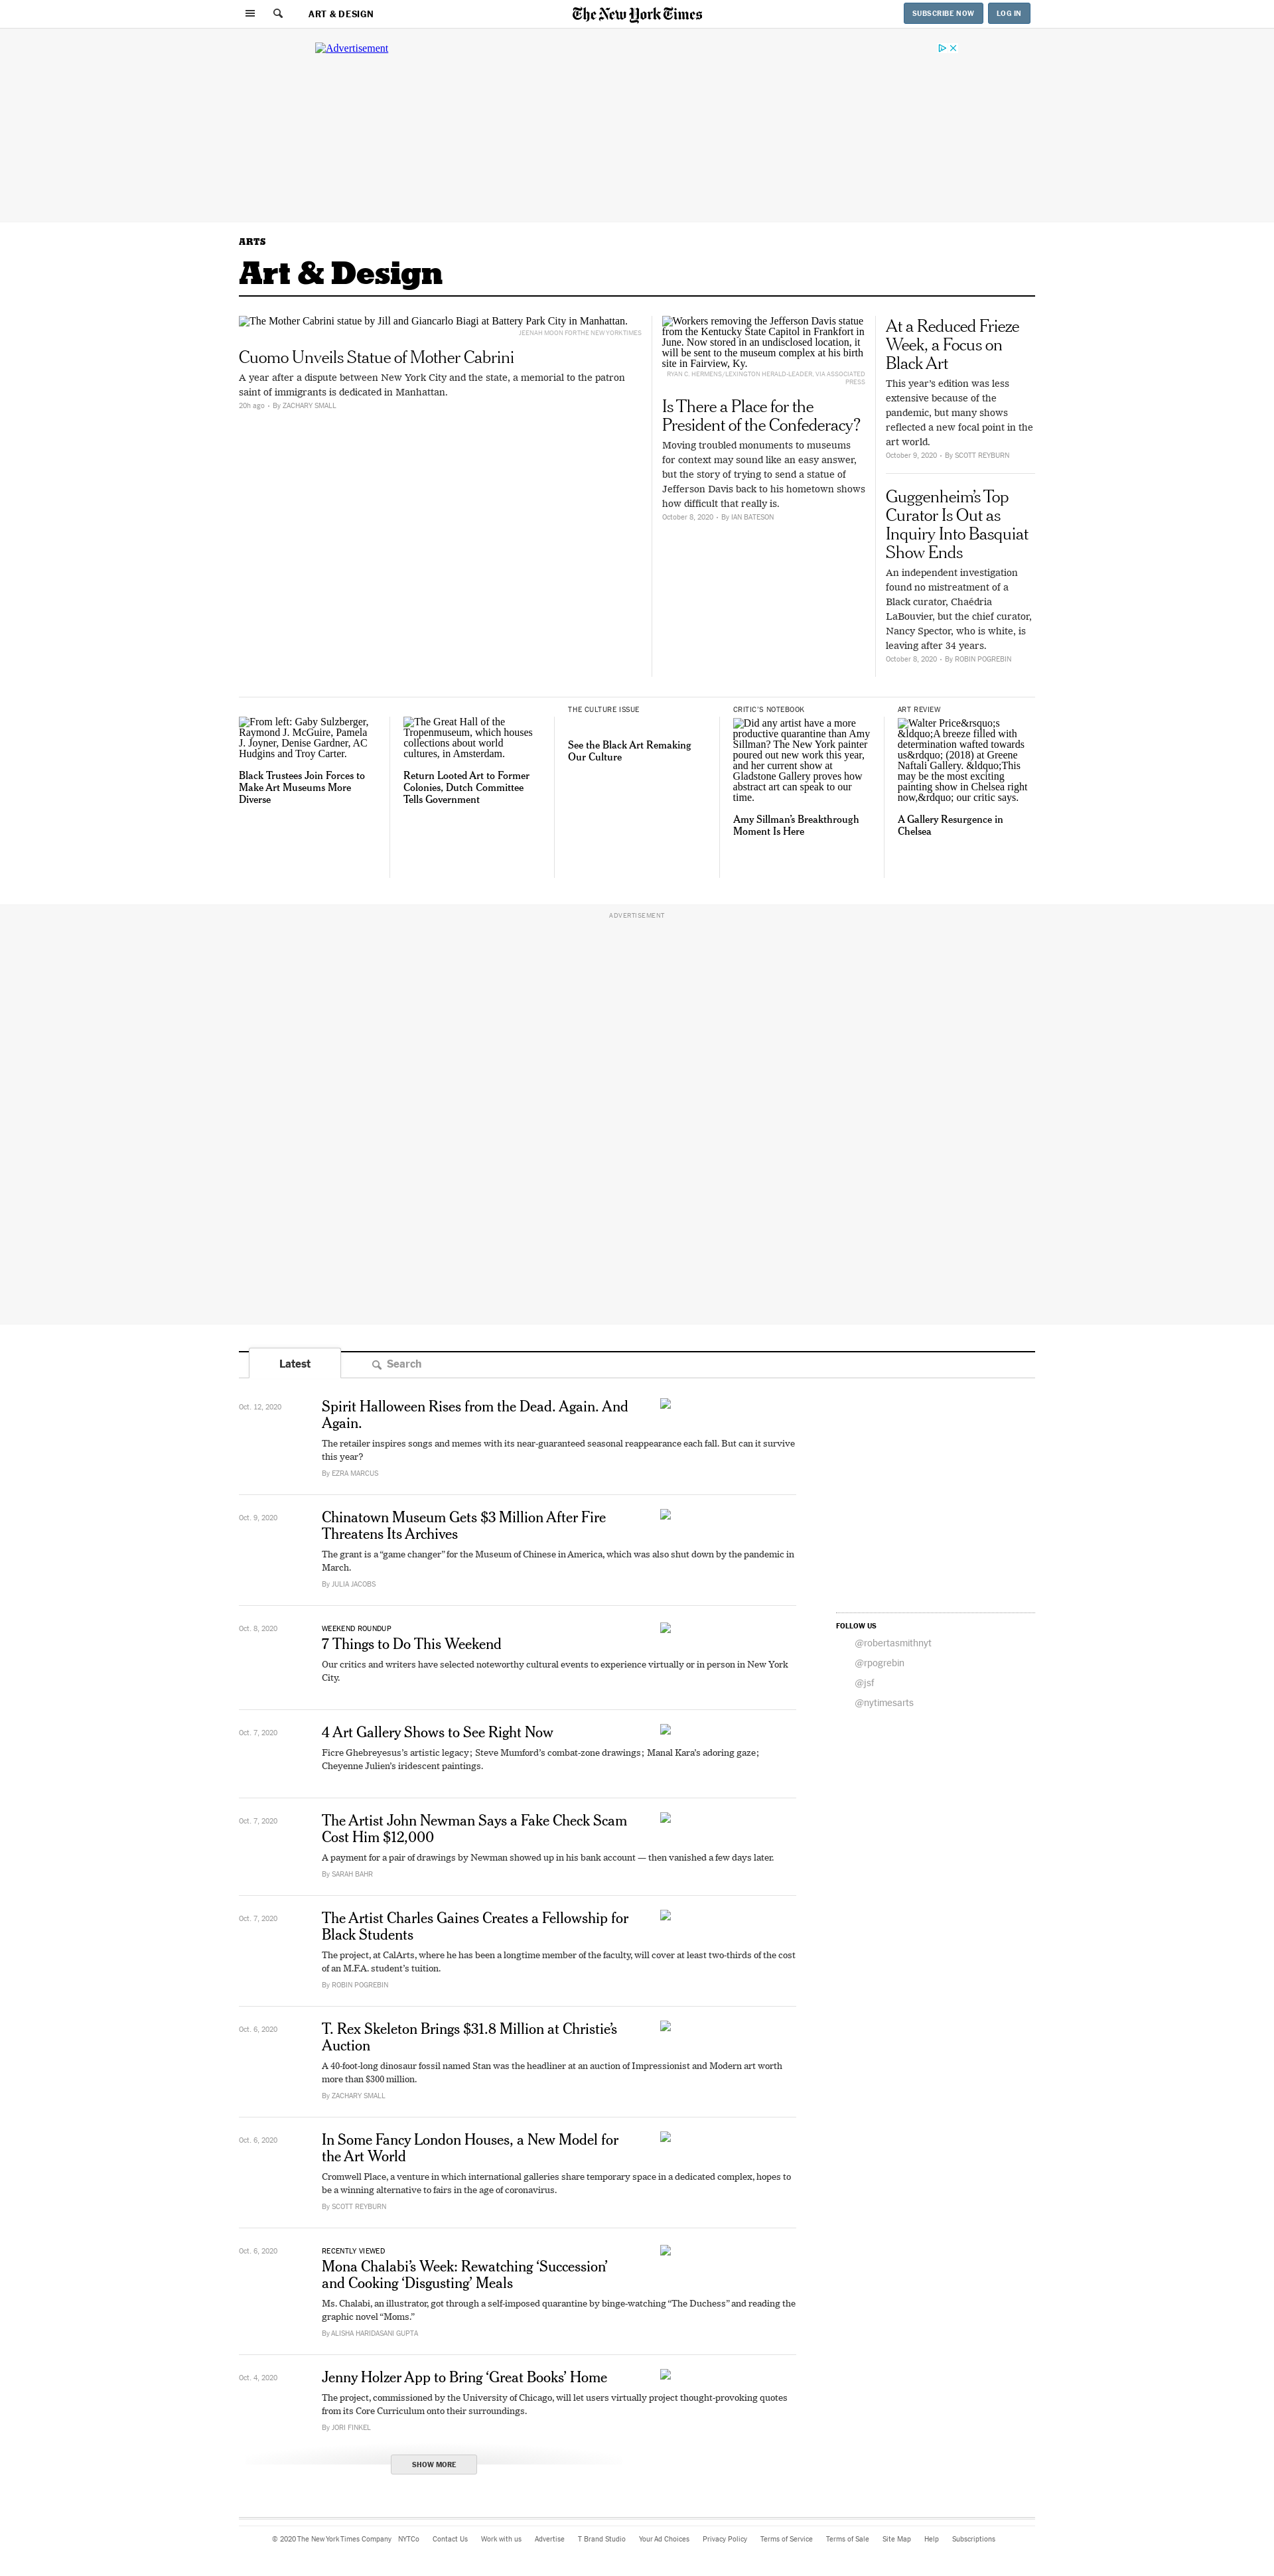 ART & DESIGN
The New York Times
SUBSCRIBE NOW
LOG IN
Advertisement
ARTS
Art & Design
The Mother Cabrini statue by Jill and Giancarlo Biagi at Battery Park City in Manhattan.
JEENAH MOON FOR THE NEW YORK TIMES
Cuomo Unveils Statue of Mother Cabrini
A year after a dispute between New York City and the state, a memorial to the patron
saint of immigrants is dedicated in Manhattan.
20h ago - By ZACHARY SMALL
Workers removing the Jefferson Davis statue
from the Kentucky State Capitol in Frankfort in
June. Now stored in an undisclosed location, it
will be sent to the museum complex at his birth
site in Fairview, Ky.
RYAN C. HERMENS/LEXINGTON HERALD-LEADER, VIA ASSOCIATED
PRESS
Is There a Place for the
President of the Confederacy?
Moving troubled monuments to museums
for context may sound like an easy answer,
but the story of trying to send a statue of
Jefferson Davis back to his hometown shows
how difficult that really is.
October 8, 2020 - By IAN BATESON
At a Reduced Frieze
Week, a Focus on
Black Art
This year's edition was less
extensive because of the
pandemic, but many shows
reflected a new focal point in the
art world.
October 9, 2020 - By SCOTT REYBURN
Guggenheim's Top
Curator Is Out as
Inquiry Into Basquiat
Show Ends
An independent investigation
found no mistreatment of a
Black curator, Chaédria
LaBouvier, but the chief curator,
Nancy Spector, who is white, is
leaving after 34 years.
October 8, 2020 - By ROBIN POGREBIN
From left: Gaby Sulzberger,
Raymond J. McGuire, Pamela
J. Joyner, Denise Gardner, AC
Hudgins and Troy Carter.
Black Trustees Join Forces to
Make Art Museums More
Diverse
The Great Hall of the
Tropenmuseum, which houses
collections about world
cultures, in Amsterdam.
Return Looted Art to Former
Colonies, Dutch Committee
Tells Government
THE CULTURE ISSUE
See the Black Art Remaking
Our Culture
CRITIC'S NOTEBOOK
Did any artist have a more
productive quarantine than Amy
Sillman? The New York painter
poured out new work this year,
and her current show at
Gladstone Gallery proves how
abstract art can speak to our
time.
Amy Sillman's Breakthrough
Moment Is Here
ART REVIEW
Walter Price&rsquo;s
&ldquo;A breeze filled with
determination wafted towards
us&rdquo; (2018) at Greene
Naftali Gallery. &ldquo;This
may be the most exciting
painting show in Chelsea right
now,&rdquo; our critic says.
A Gallery Resurgence in
Chelsea
ADVERTISEMENT
Latest
Search
Oct. 12, 2020
Spirit Halloween Rises from the Dead. Again. And
Again.
The retailer inspires songs and memes with its near-guaranteed seasonal reappearance each fall. But can it survive
this year?
By EZRA MARCUS
Oct. 9, 2020
Chinatown Museum Gets $3 Million After Fire
Threatens Its Archives
The grant is a "game changer" for the Museum of Chinese in America, which was also shut down by the pandemic in
March.
By JULIA JACOBS
Oct. 8, 2020
WEEKEND ROUNDUP
7 Things to Do This Weekend
Our critics and writers have selected noteworthy cultural events to experience virtually or in person in New York
City.
Oct. 7, 2020
4 Art Gallery Shows to See Right Now
Ficre Ghebreyesus's artistic legacy; Steve Mumford's combat-zone drawings; Manal Kara's adoring gaze;
Cheyenne Julien's iridescent paintings.
Oct. 7, 2020
The Artist John Newman Says a Fake Check Scam
Cost Him $12,000
A payment for a pair of drawings by Newman showed up in his bank account — then vanished a few days later.
By SARAH BAHR
Oct. 7, 2020
The Artist Charles Gaines Creates a Fellowship for
Black Students
The project, at CalArts, where he has been a longtime member of the faculty, will cover at least two-thirds of the cost
of an M.F.A. student's tuition.
By ROBIN POGREBIN
Oct. 6, 2020
T. Rex Skeleton Brings $31.8 Million at Christie's
Auction
A 40-foot-long dinosaur fossil named Stan was the headliner at an auction of Impressionist and Modern art worth
more than $300 million.
By ZACHARY SMALL
Oct. 6, 2020
In Some Fancy London Houses, a New Model for
the Art World
Cromwell Place, a venture in which international galleries share temporary space in a dedicated complex, hopes to
be a winning alternative to fairs in the age of coronavirus.
By SCOTT REYBURN
Oct. 6, 2020
RECENTLY VIEWED
Mona Chalabi's Week: Rewatching 'Succession'
and Cooking 'Disgusting' Meals
Ms. Chalabi, an illustrator, got through a self-imposed quarantine by binge-watching "The Duchess" and reading the
graphic novel "Moms."
By ALISHA HARIDASANI GUPTA
Oct. 4, 2020
Jenny Holzer App to Bring 'Great Books' Home
The project, commissioned by the University of Chicago, will let users virtually project thought-provoking quotes
from its Core Curriculum onto their surroundings.
By JORI FINKEL
SHOW MORE
FOLLOW US
@robertasmithnyt
@rpogrebin
@jsf
@nytimesarts
© 2020 The New York Times Company NYTCo Contact Us Work with us Advertise T Brand Studio Your Ad Choices Privacy Policy Terms of Service Terms of Sale Site Map Help Subscriptions